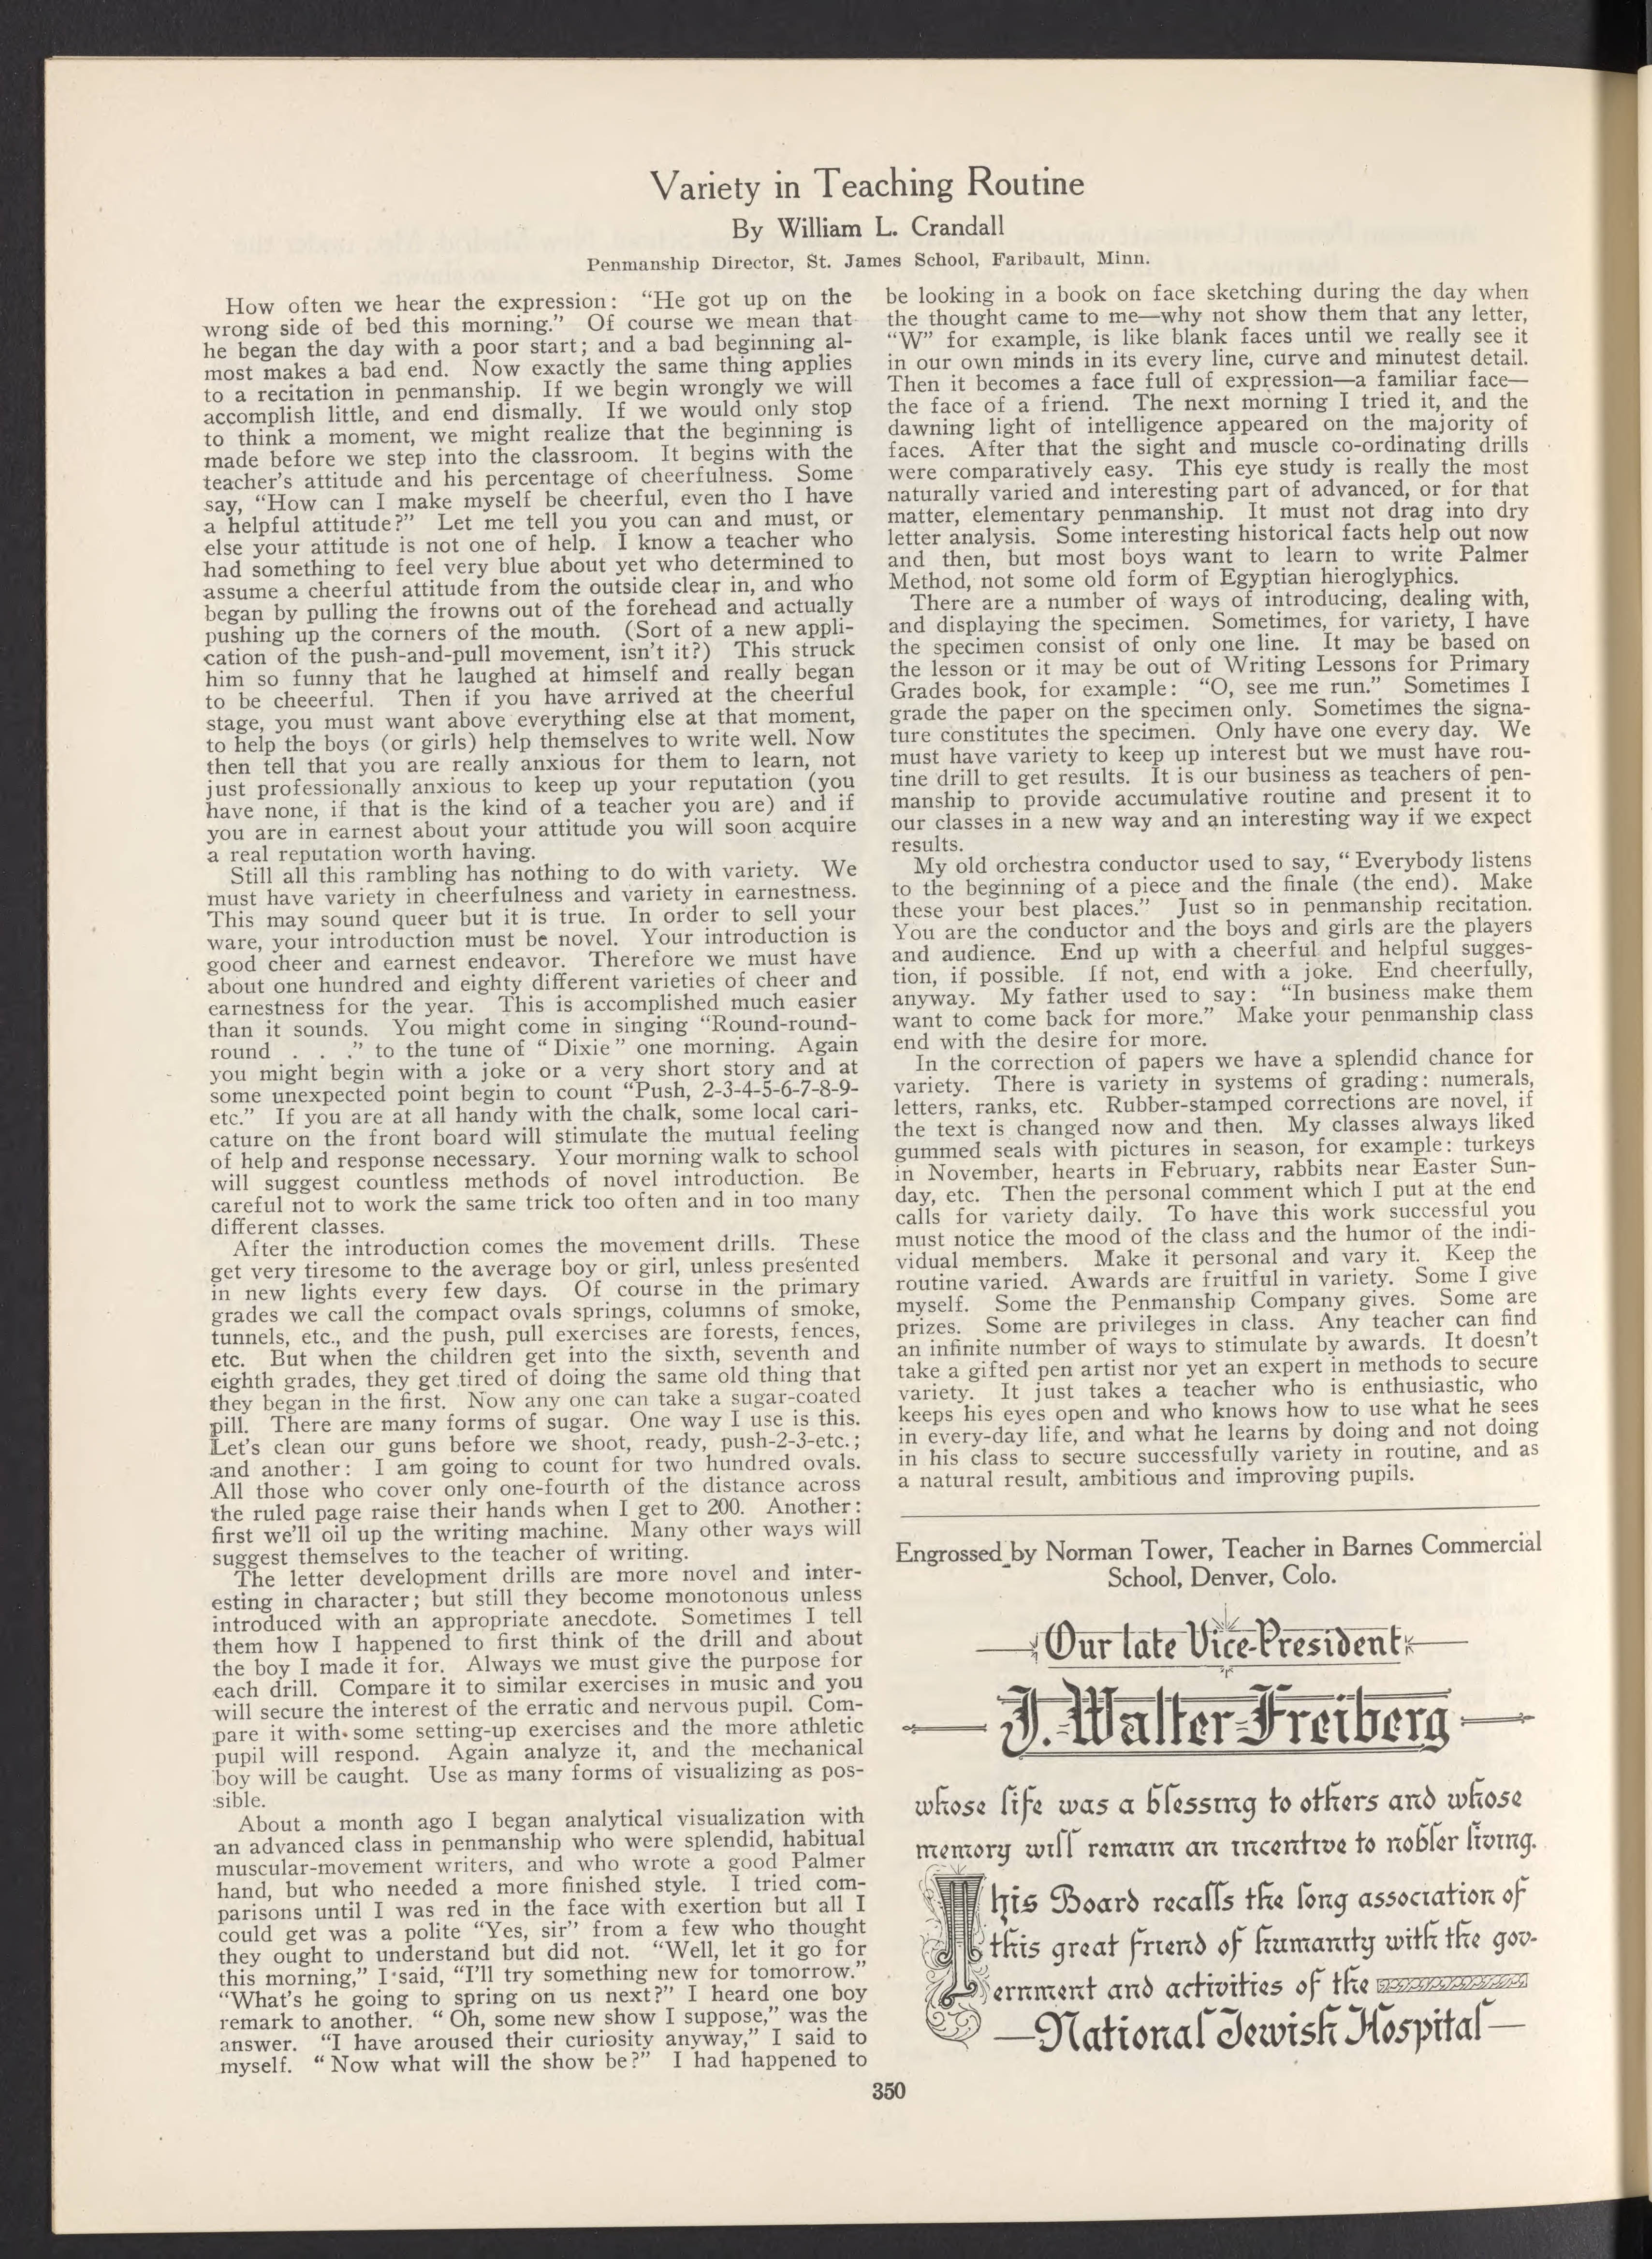 Variety in Teaching Routine
By William L. Crandall
Penmanship Director, St. James School, Faribault, Minn.
How often we hear the expression: “He got up on the
wrong side of bed this morning.” Of course we mean that
he began the day with a poor start; and a bad beginning al-
most makes a bad end. Now exactly the same thing applies
to a recitation in penmanship. If we begin wrongly we will
accomplish little, and end dismally. If we would only stop
to think a moment, we might realize that the beginning is
made before we step into the classroom. It begins with the
teacher’s attitude and his percentage of cheerfulness. Some
say, “How can I make myself be cheerful, even tho I have
a helpful attitude?” Let me tell you you can and must, or
else your attitude is not one of help. I know a teacher who
had something to feel very blue about yet who determined to
assume a cheerful attitude from the outside clear in, and who
began by pulling the frowns out of the forehead and actually
pushing up the corners of the mouth. (Sort of a new appli-
cation of the push-and-pull movement, isn’t it?) This struck
him so funny that he laughed at himself and really began
to be cheeerful. Then if you have arrived at the cheerful
stage, you must want above everything else at that moment,
to help the boys (or girls) help themselves to write well. Now
then tell that you are really anxious for them to learn, not
just professionally anxious to keep up your reputation (you
have none, if that is the kind of a teacher you are) and if
you are in earnest about your attitude you will soon acquire
a real reputation worth having.
Still all this rambling has nothing to do with variety. We
must have variety in cheerfulness and variety in earnestness.
This may sound queer but it is true. In order to sell your
ware, your introduction must be novel. Your introduction is
good cheer and earnest endeavor. Therefore we must have
about one hundred and eighty different varieties of cheer and
earnestness for the year. This is accomplished much easier
than it sounds. You might come in singing “Round-round-
round . . .” to the tune of “Dixie” one morning. Again
you might begin with a joke or a very short story and at
some unexpected point begin to count “Push, 2-3-4-5-6-7-8-9-
etc.” If you are at all handy with the chalk, some local cari-
cature on the front board will stimulate the mutual feeling
of help and response necessary. Your morning walk to school
will suggest countless methods of novel introduction. Be
careful not to work the same trick too often and in too many
different classes.
After the introduction comes the movement drills. These
get very tiresome to the average boy or girl, unless presented
in new lights every few days. Of course in the primary
grades we call the compact ovals springs, columns of smoke,
tunnels, etc., and the push, pull exercises are forests, fences,
etc. But when the children get into the sixth, seventh and
eighth grades, they get tired of doing the same old thing that
they began in the first. Now any one can take a sugar-coated
pill. There are many forms of sugar. One way I use is this.
Let’s clean our guns before we shoot, ready, push-2-3-etc.;
and another: I am going to count for two hundred ovals.
All those who cover only one-fourth of the distance across
the ruled page raise their hands when I get to 200. Another:
first we’ll oil up the writing machine. Many other ways will
suggest themselves to the teacher of writing.
The letter development drills are more novel and inter-
esting in character; but still they become monotonous unless
introduced with an appropriate anecdote. Sometimes I tell
them how I happened to first think of the drill and about
the boy I made it for. Always we must give the purpose for
each drill. Compare it to similar exercises in music and you
will secure the interest of the erratic and nervous pupil. Com-
pare it with some setting-up exercises and the more athletic
pupil will respond. Again analyze it, and the mechanical
boy will be caught. Use as many forms of visualizing as pos-
sible.
About a month ago I began analytical visualization with
an advanced class in penmanship who were splendid, habitual
muscular-movement writers, and who wrote a good Palmer
hand, but who needed a more finished style. I tried com-
parisons until I was red in the face with exertion but all I
could get was a polite “Yes, sir” from a few who thought
they ought to understand but did not. “Well, let it go for
this morning,” I said, “I’ll try something new for tomorrow.”
“What’s he going to spring on us next?” I heard one boy
remark to another. “Oh, some new show I suppose,” was the
answer. “I have aroused their curiosity anyway,” I said to
myself. “Now what will the show be?” I had happened to
be looking in a book on face sketching during the day when
the thought came to me—why not show them that any letter,
“W” for example, is like blank faces until we really see it
in our own minds in its every line, curve and minutest detail.
Then it becomes a face full of expression—a familiar face—
the face of a friend. The next morning I tried it, and the
dawning light of intelligence appeared on the majority of
faces. After that the sight and muscle co-ordinating drills
were comparatively easy. This eye study is really the most
naturally varied and interesting part of advanced, or for that
matter, elementary penmanship. It must not drag into dry
letter analysis. Some interesting historical facts help out now
and then, but most boys want to learn to write Palmer
Method, not some old form of Egyptian hieroglyphics.
There are a number of ways of introducing, dealing with,
and displaying the specimen. Sometimes, for variety, I have
the specimen consist of only one line. It may be based on
the lesson or it may be out of Writing Lessons for Primary
Grades book, for example: “O, see me run.” Sometimes I
grade the paper on the specimen only. Sometimes the signa-
ture constitutes the specimen. Only have one every day. We
must have variety to keep up interest but we must have rou-
tine drill to get results. It is our business as teachers of pen-
manship to provide accumulative routine and present it to
our classes in a new way and an interesting way if we expect
results.
My old orchestra conductor used to say, “Everybody listens
to the beginning of a piece and the finale (the end). Make
these your best places.” Just so in penmanship recitation.
You are the conductor and the boys and girls are the players
and audience. End up with a cheerful and helpful sugges-
tion, if possible. If not, end with a joke. End cheerfully,
anyway. My father used to say: “In business make them
want to come back for more.” Make your penmanship class
end with the desire for more.
In the correction of papers we have a splendid chance for
variety. There is variety in systems of grading: numerals,
letters, ranks, etc. Rubber-stamped corrections are novel, if
the text is changed now and then. My classes always liked
gummed seals with pictures in season, for example: turkeys
in November, hearts in February, rabbits near Easter Sun-
day, etc. Then the personal comment which I put at the end
calls for variety daily. To have this work successful you
must notice the mood of the class and the humor of the indi-
vidual members. Make it personal and vary it. Keep the
routine varied. Awards are fruitful in variety. Some I give
myself. Some the Penmanship Company gives. Some are
prizes. Some are privileges in class. Any teacher can find
an infinite number of ways to stimulate by awards. It doesn’t
take a gifted pen artist nor yet an expert in methods to secure
variety. It just takes a teacher who is enthusiastic, who
keeps his eyes open and who knows how to use what he sees
in every-day life, and what he learns by doing and not doing
in his class to secure successfully variety in routine, and as
a natural result, ambitious and improving pupils.
Engrossed by Norman Tower, Teacher in Barnes Commercial
School, Denver, Colo.
Our late Vice-President
J. Walter Freiberg
whose life was a blessing to others and whose
memory will remain an incentive to nobler living.
This Board recalls the long association of
this great friend of humanity with the gov-
ernment and activities of the
National Jewish Hospital
350